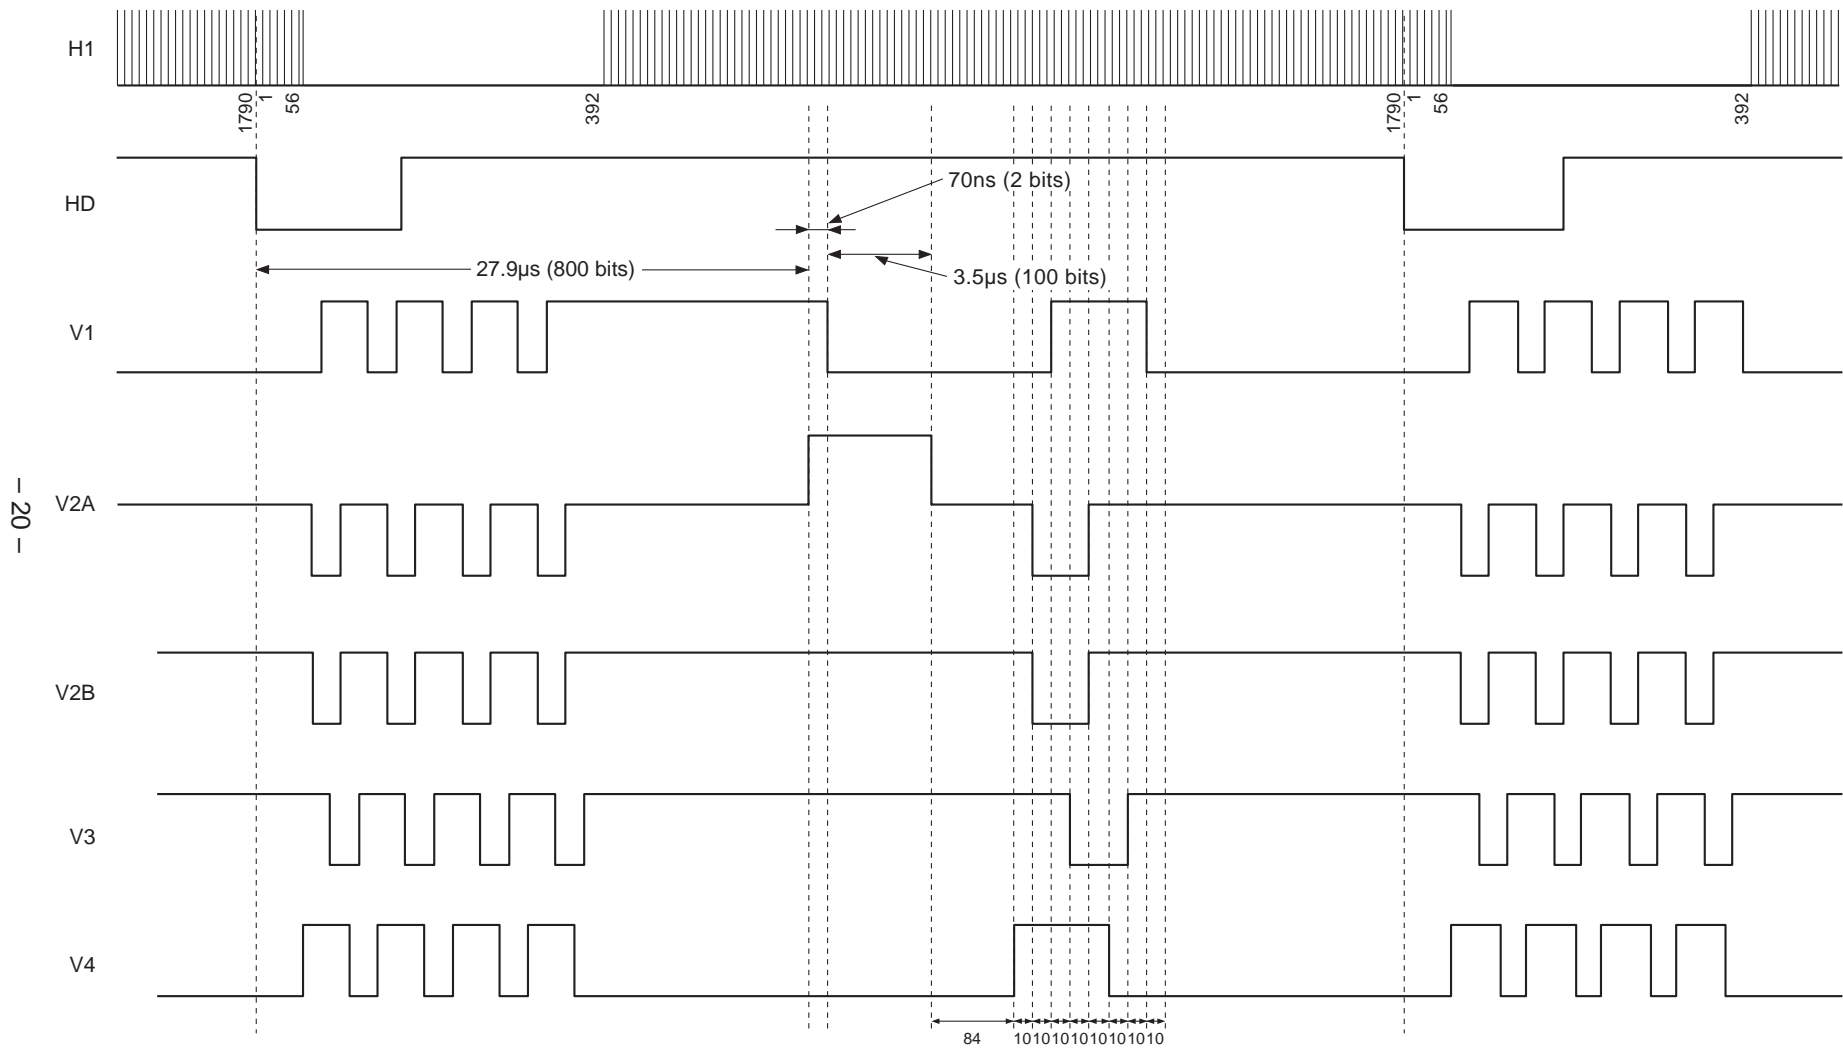 H1
1790
1
56
392
1790
1
56
392
HD
70ns (2 bits)
27.9µs (800 bits)
3.5µs (100 bits)
V1
V2A
– 20 –
V2B
V3
V4
84
10 10 10 10 10 10 10 10